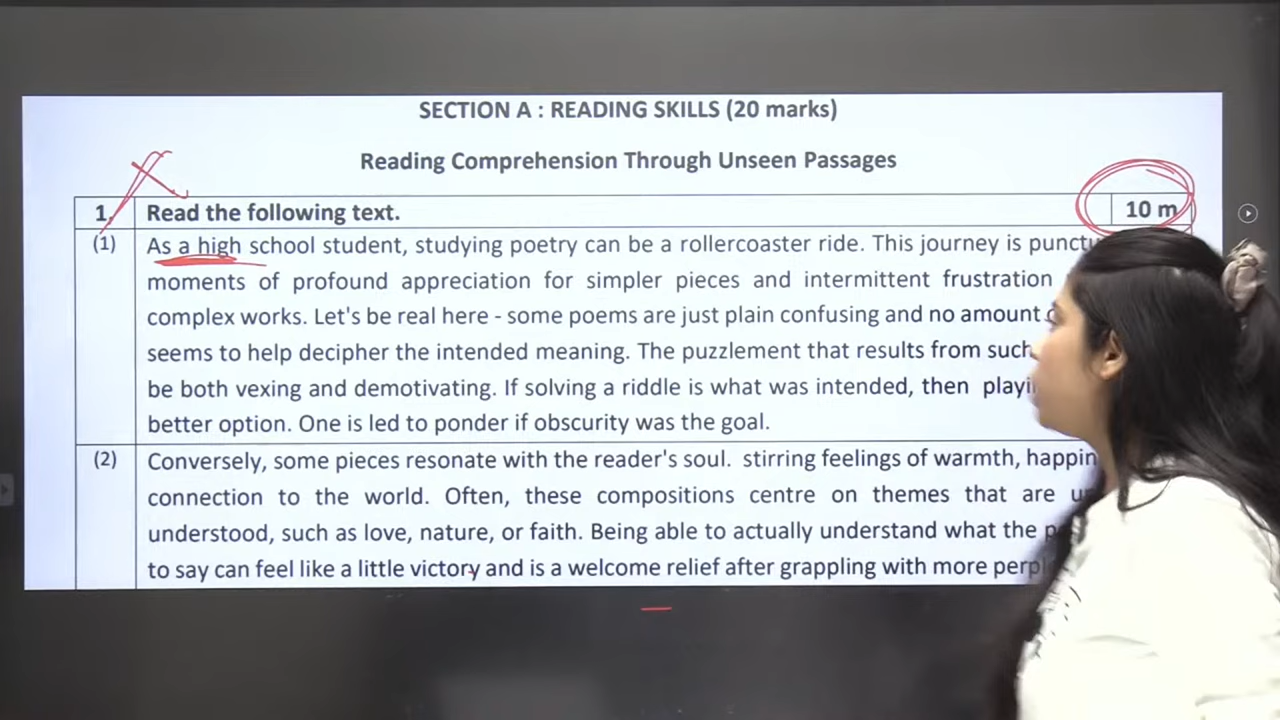 SECTION A : READING SKILLS (20 marks)
Reading Comprehension Through Unseen Passages
1. Read the following text. 10 m
(1) As a high school student, studying poetry can be a rollercoaster ride. This journey is
moments of profound appreciation for simpler pieces and intermittent frustration
complex works. Let's be real here - some poems are just plain confusing and no amount
seems to help decipher the intended meaning. The puzzlement that results from such
be both vexing and demotivating. If solving a riddle is what was intended, then
better option. One is led to ponder if obscurity was the goal.
(2) Conversely, some pieces resonate with the reader's soul. stirring feelings of warmth,
connection to the world. Often, these compositions centre on themes that are
understood, such as love, nature, or faith. Being able to actually understand what the
to say can feel like a little victory and is a welcome relief after grappling with more